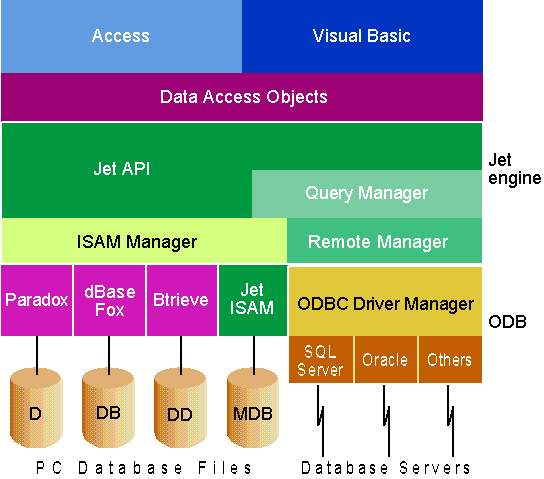 Access
Visual Basic
Data Access Objects
Jet API
Jet
engine
Query Manager
ISAM Manager
Remote Manager
Paradox
dBase
Fox
Btrieve
Jet
ISAM
ODBC Driver Manager
ODB
SQL
Server
Oracle
Others
D
DB
DD
MDB
PC Database Files
Database Servers